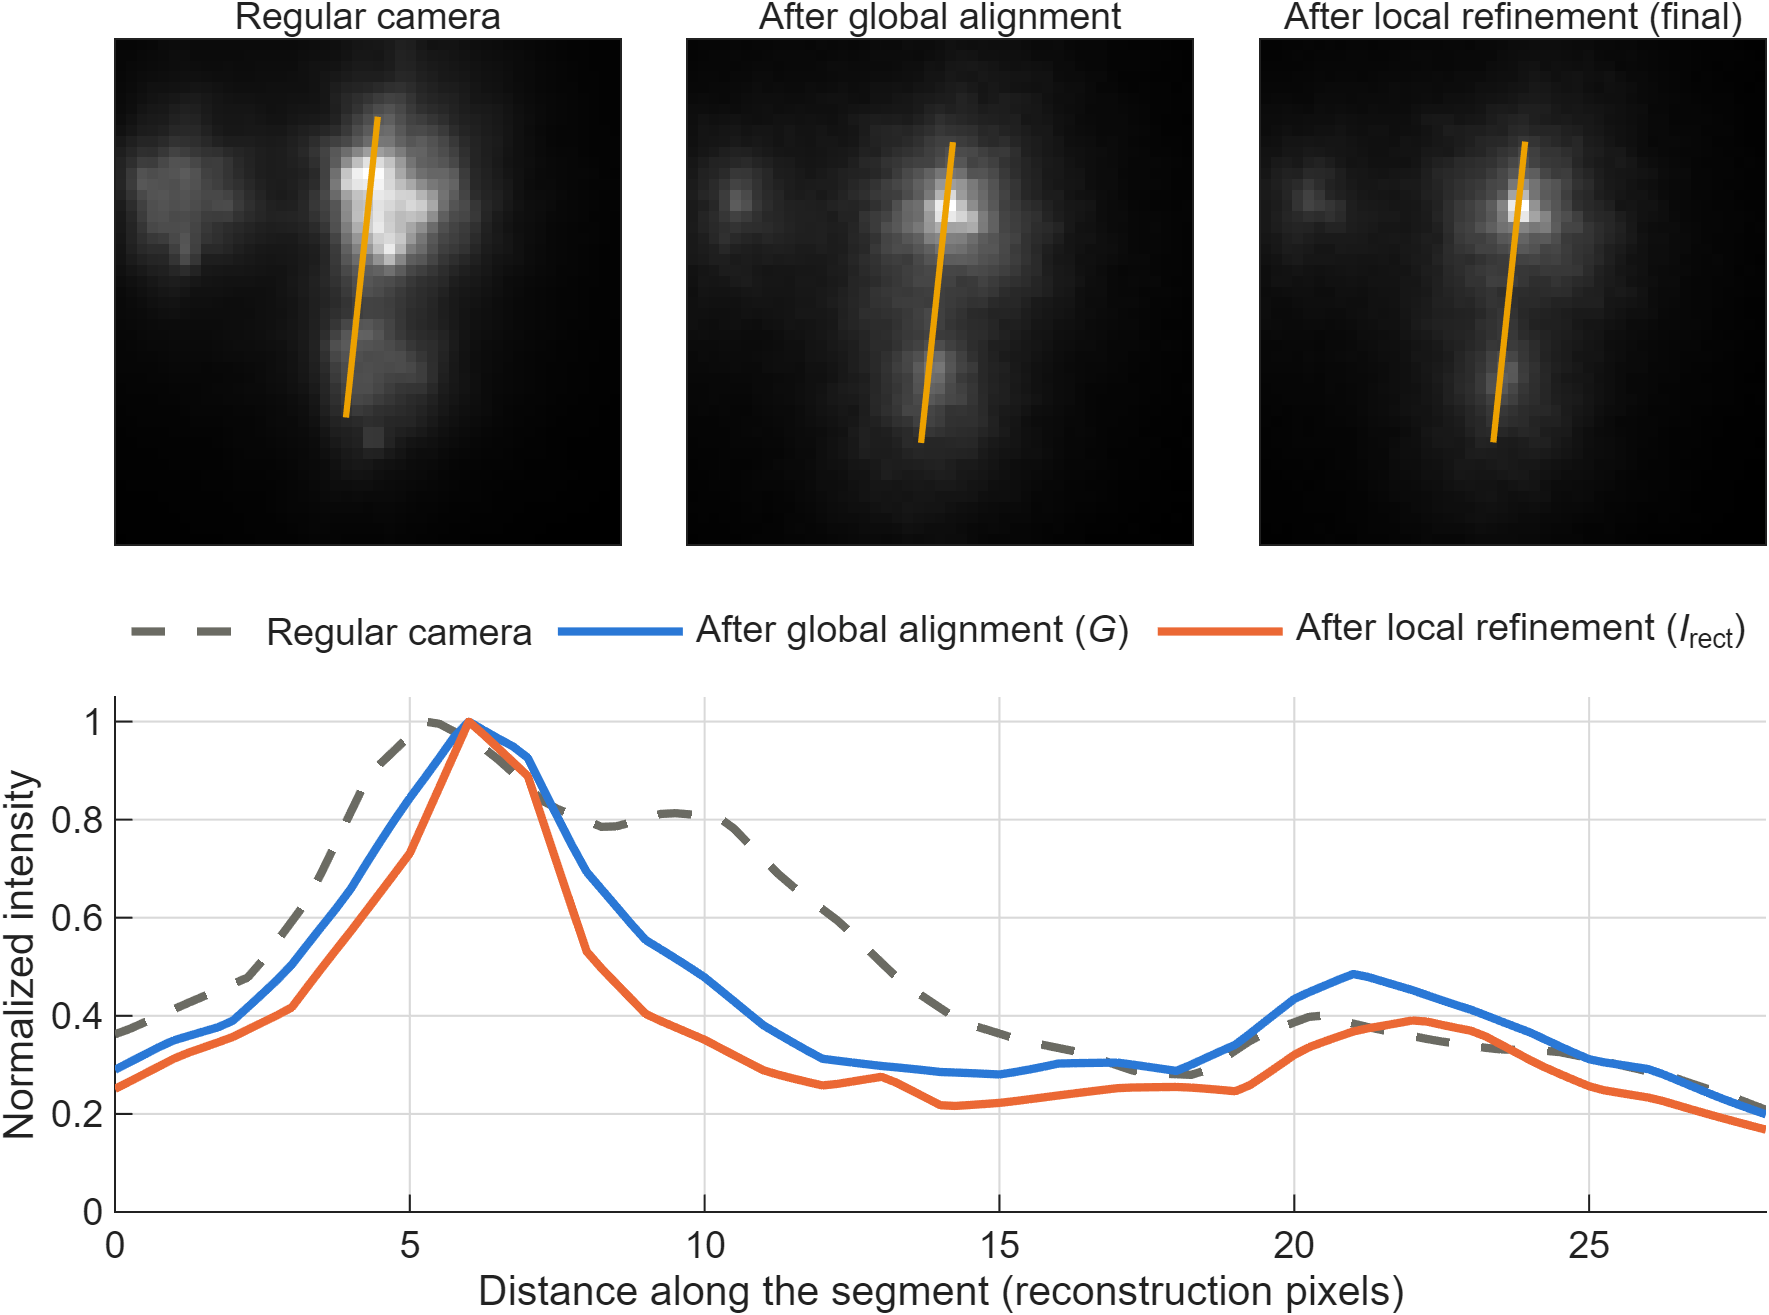 Regular camera
After global alignment
After local refinement (final)
Regular camera
After global alignment (G)
After local refinement (Irect)
Normalized intensity
1
0.8
0.6
0.4
0.2
0
0 5 10 15 20 25
Distance along the segment (reconstruction pixels)